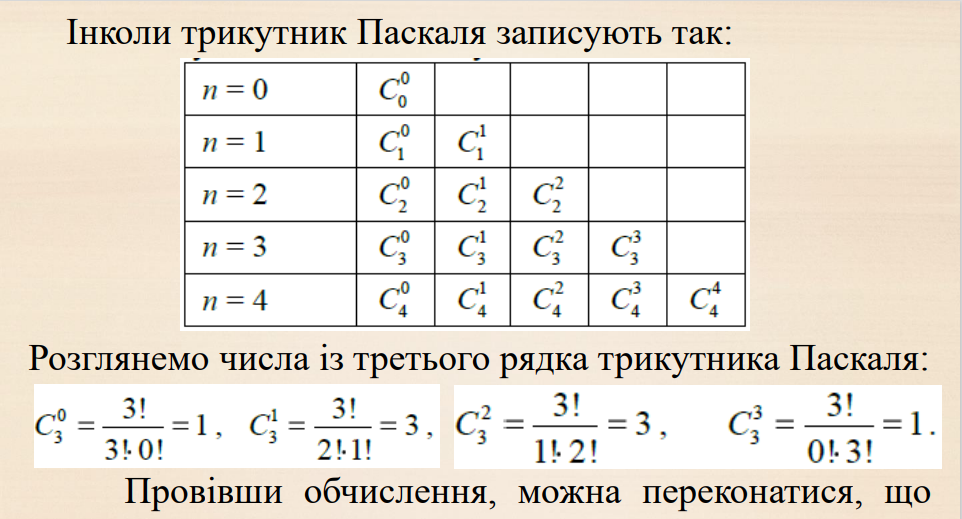 Інколи трикутник Паскаля записують так:
n = 0 C₀⁰
n = 1 C₁⁰ C₁¹
n = 2 C₂⁰ C₂¹ C₂²
n = 3 C₃⁰ C₃¹ C₃² C₃³
n = 4 C₄⁰ C₄¹ C₄² C₄³ C₄⁴
Розглянемо числа із третього рядка трикутника Паскаля:
C₃⁰ = 3!/(3!·0!) = 1, C₃¹ = 3!/(2!·1!) = 3, C₃² = 3!/(1!·2!) = 3, C₃³ = 3!/(0!·3!) = 1.
Провівши обчислення, можна переконатися, що